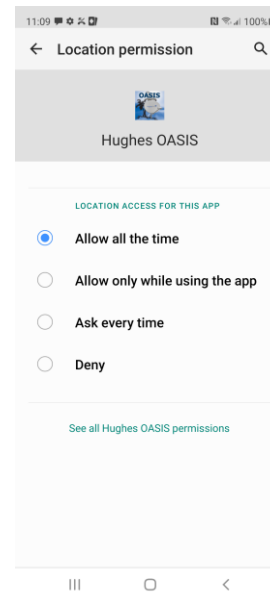 11:09 100%
Location permission
OASIS
Hughes OASIS
LOCATION ACCESS FOR THIS APP
Allow all the time
Allow only while using the app
Ask every time
Deny
See all Hughes OASIS permissions